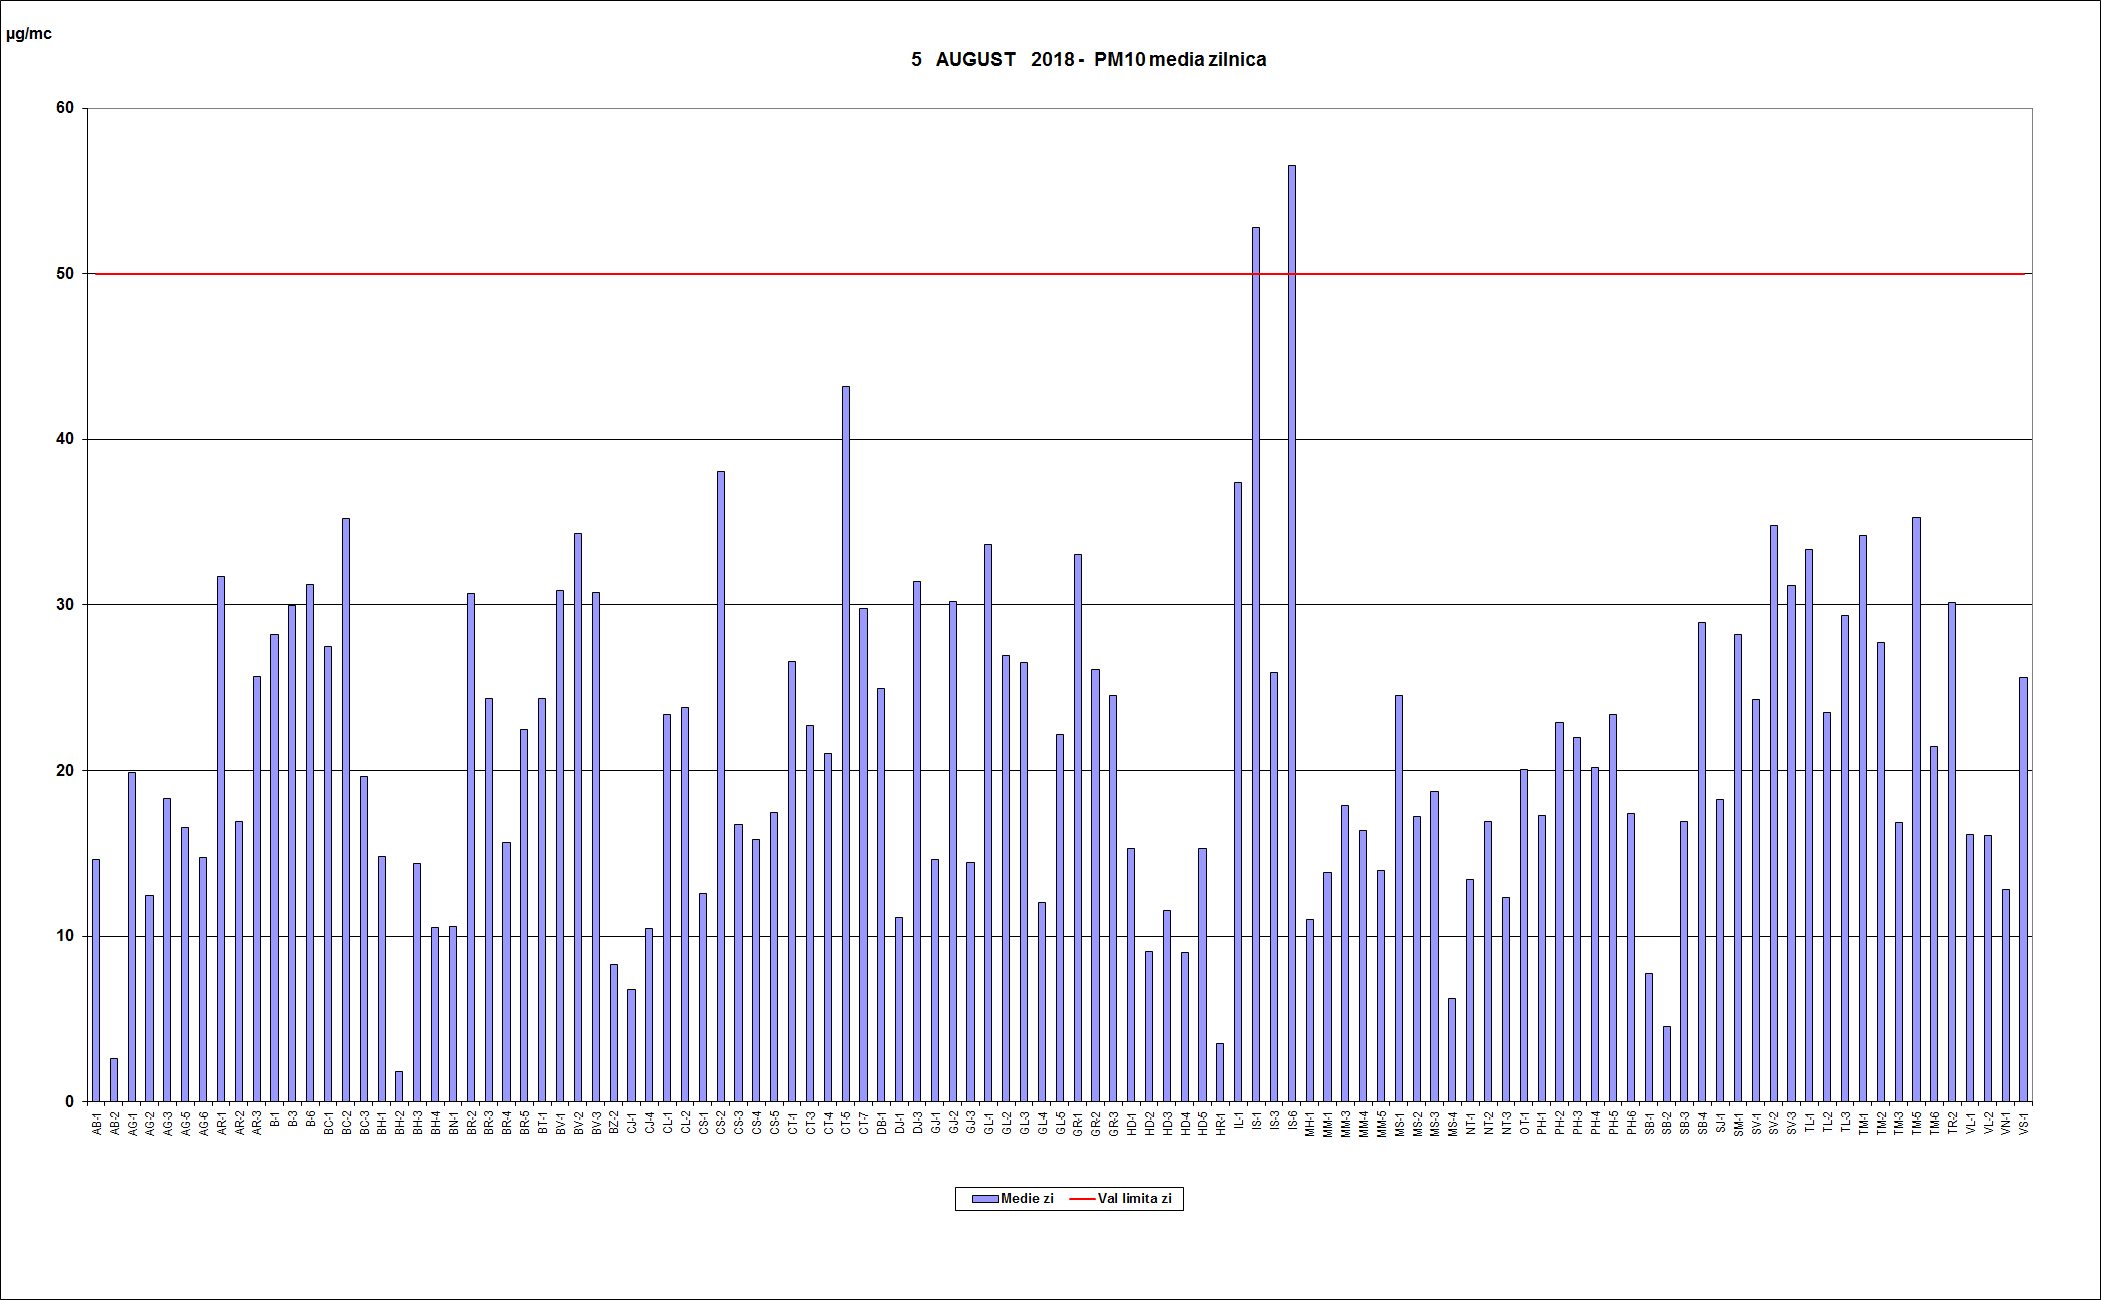 µg/mc
5 AUGUST 2018 - PM10 media zilnica
60
50
40
30
20
10
0
AB-1
AB-2
AG-1
AG-2
AG-3
AG-5
AG-6
AR-1
AR-2
AR-3
B-1
B-3
B-6
BC-1
BC-2
BC-3
BH-1
BH-2
BH-3
BH-4
BN-1
BR-2
BR-3
BR-4
BR-5
BT-1
BV-1
BV-2
BV-3
BZ-2
CJ-1
CJ-4
CL-1
CL-2
CS-1
CS-2
CS-3
CS-4
CS-5
CT-1
CT-3
CT-4
CT-5
CT-7
DB-1
DJ-1
DJ-3
GJ-1
GJ-2
GJ-3
GL-1
GL-2
GL-3
GL-4
GL-5
GR-1
GR-2
GR-3
HD-1
HD-2
HD-3
HD-4
HD-5
HR-1
IL-1
IS-1
IS-3
IS-6
MH-1
MM-1
MM-3
MM-4
MM-5
MS-1
MS-2
MS-3
MS-4
NT-1
NT-2
NT-3
OT-1
PH-1
PH-2
PH-3
PH-4
PH-5
PH-6
SB-1
SB-2
SB-3
SB-4
SJ-1
SM-1
SV-1
SV-2
SV-3
TL-1
TL-2
TL-3
TM-1
TM-2
TM-3
TM-5
TM-6
TR-2
VL-1
VL-2
VN-1
VS-1
Medie zi
Val limita zi